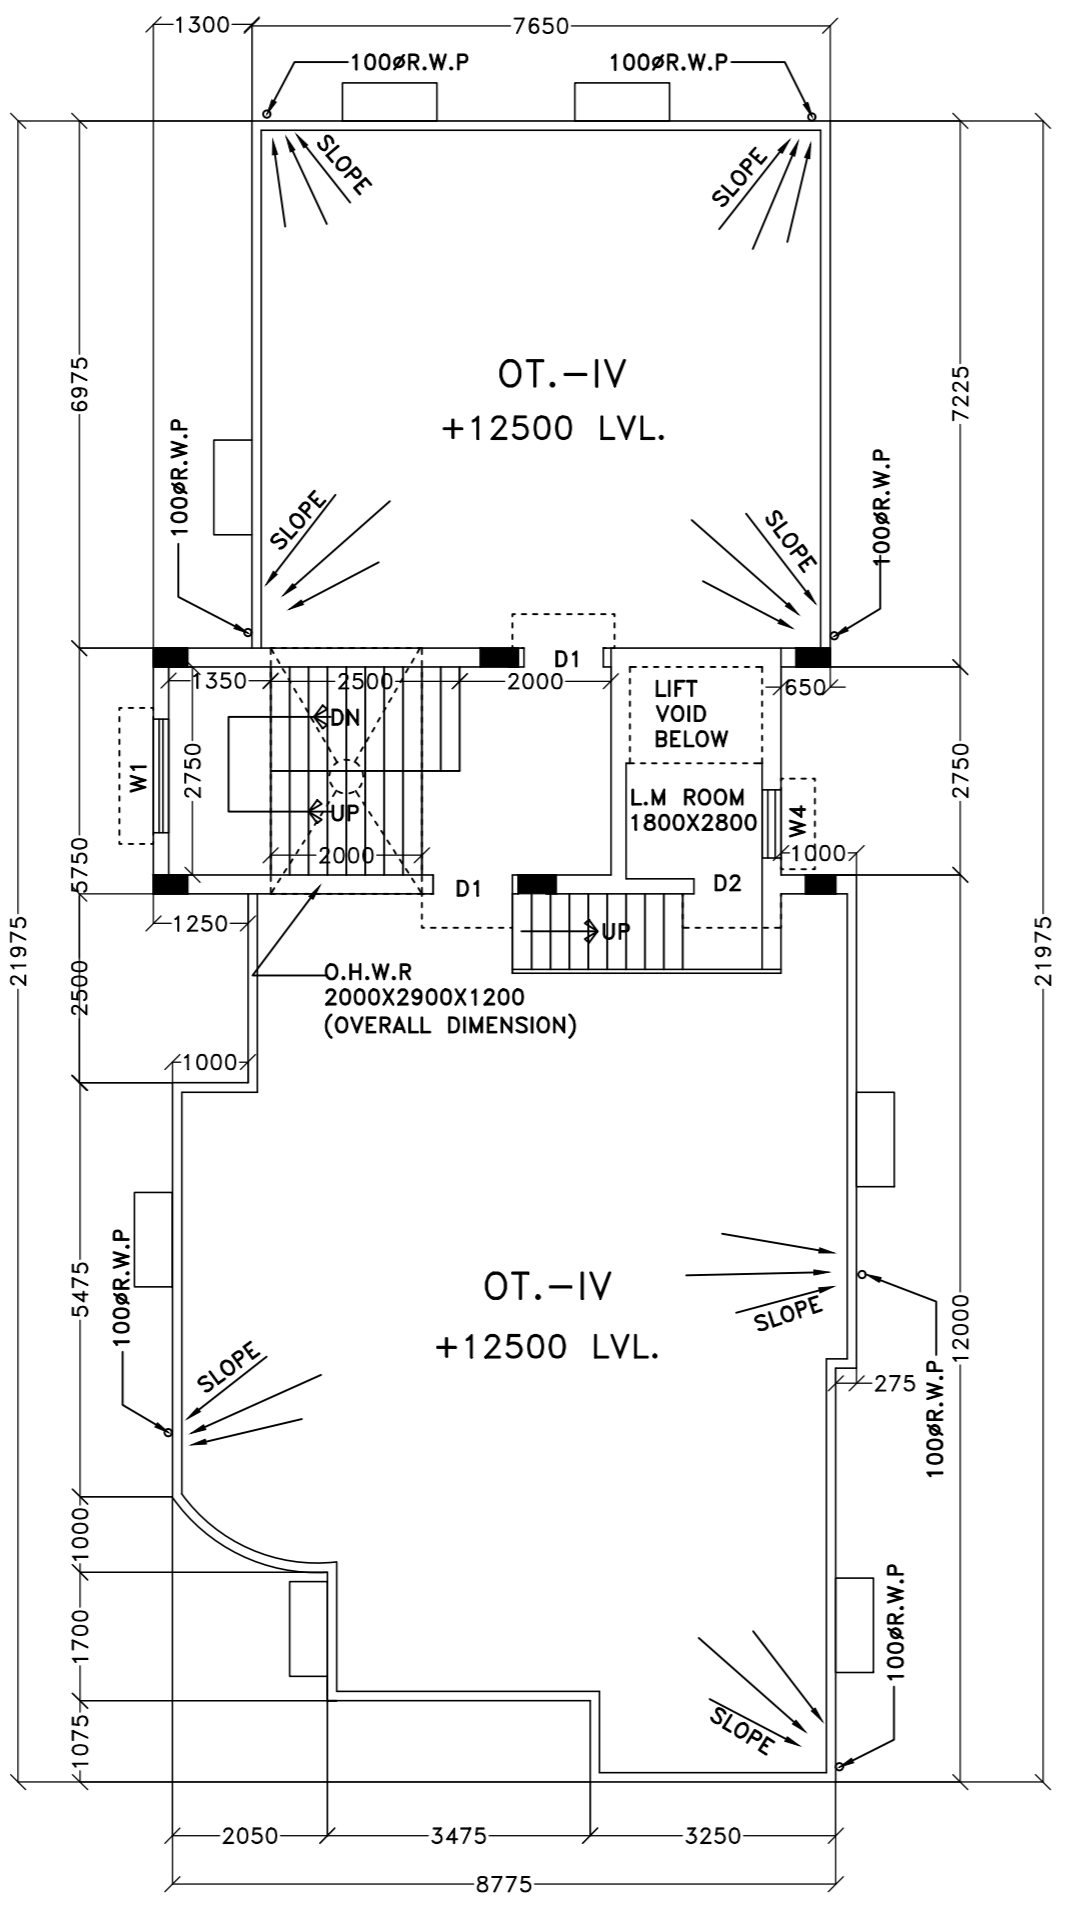 1300
7650
100øR.W.P
100øR.W.P
SLOPE
SLOPE
6975
7225
OT.-IV
+12500 LVL.
100øR.W.P
100øR.W.P
SLOPE
SLOPE
D1
1350
2500
2000
650
LIFT
VOID
BELOW
DN
W1
2750
2750
L.M ROOM
1800X2800
W4
UP
2000
1000
5750
D1
D2
1250
UP
21975
21975
2500
O.H.W.R
2000X2900X1200
(OVERALL DIMENSION)
1000
5475
100øR.W.P
OT.-IV
+12500 LVL.
SLOPE
12000
SLOPE
275
100øR.W.P
1000
1700
100øR.W.P
1075
SLOPE
2050
3475
3250
8775